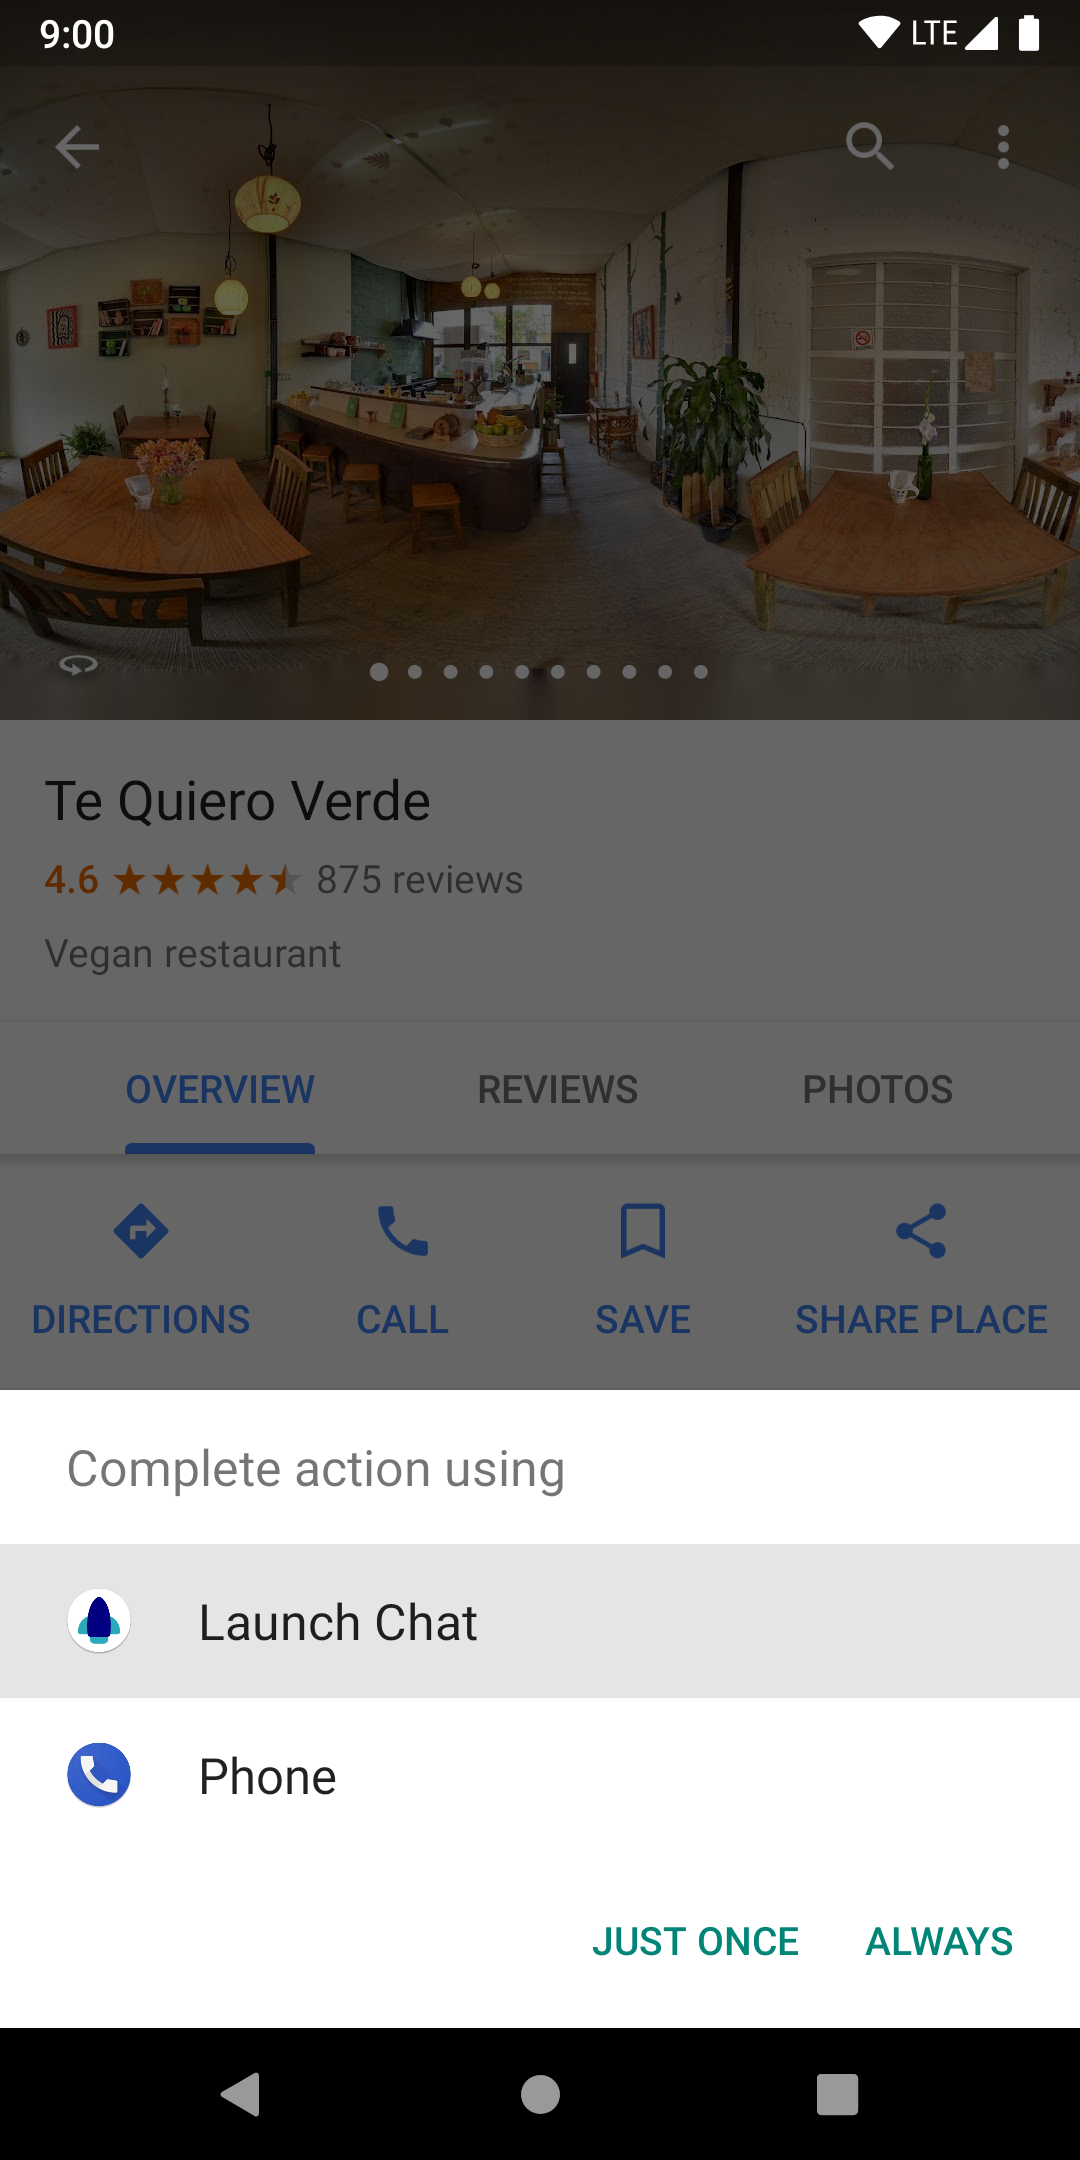 9:00
LTE
Te Quiero Verde
4.6 875 reviews
Vegan restaurant
OVERVIEW REVIEWS PHOTOS
DIRECTIONS CALL SAVE SHARE PLACE
Complete action using
Launch Chat
Phone
JUST ONCE ALWAYS